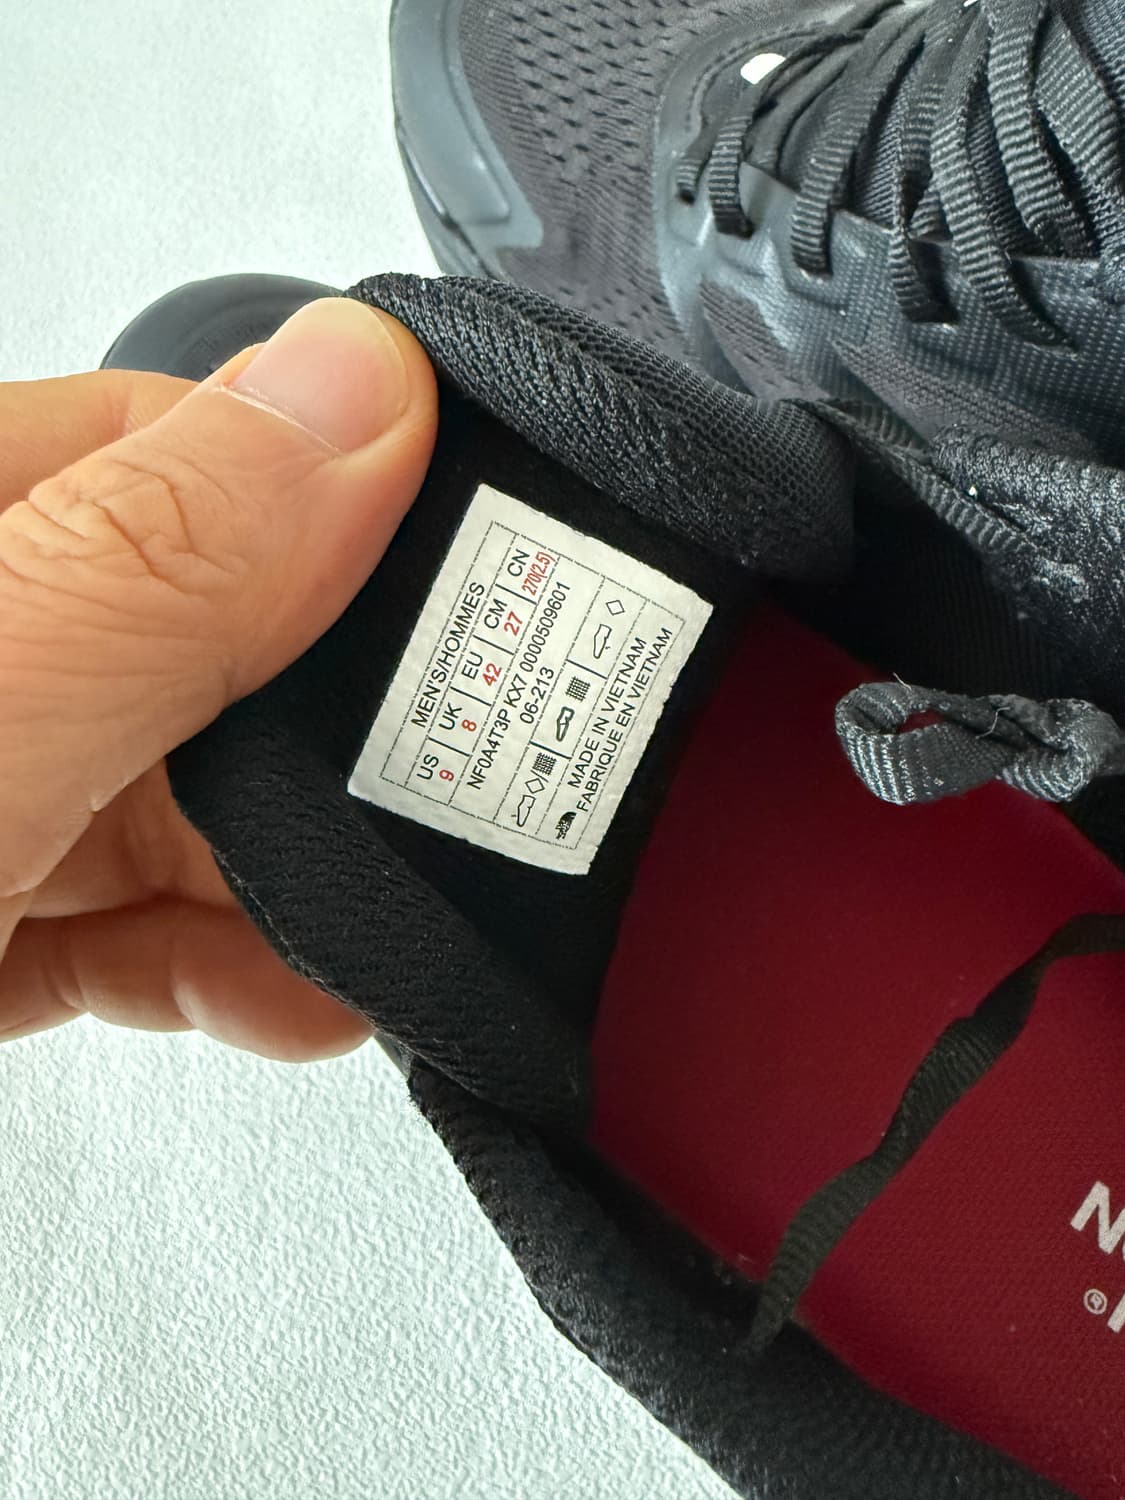 MEN'S/HOMMES
US UK EU CM CN
9 8 42 27 270(2.5)
NF0A4T3P KX7 0000509601
06-213
MADE IN VIETNAM
FABRIQUE EN VIETNAM
®